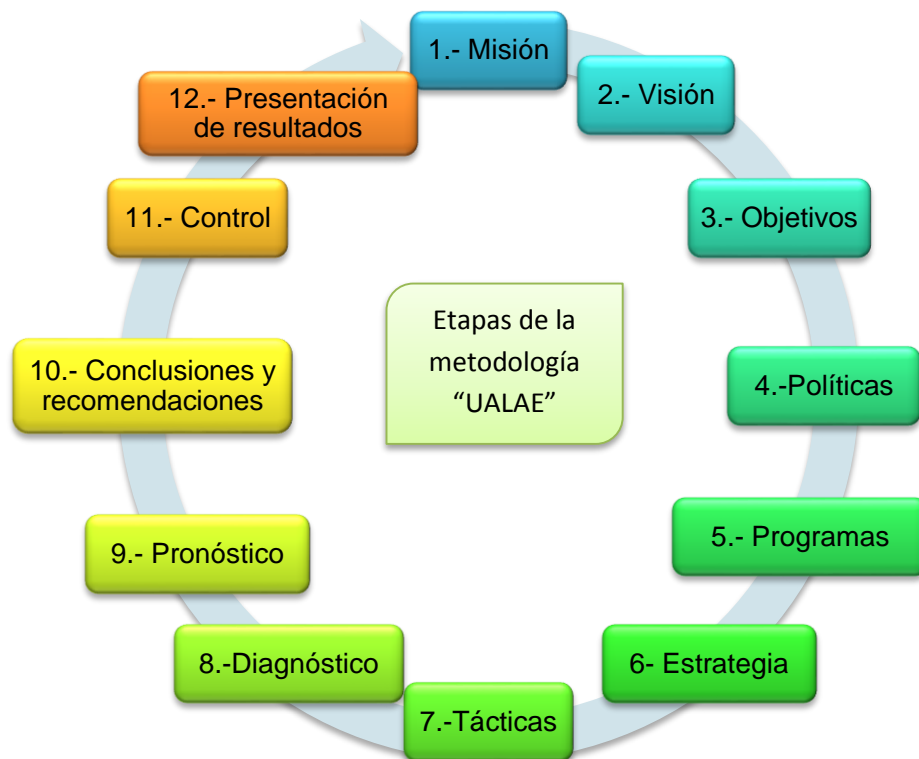 1.- Misión
2.- Visión
3.- Objetivos
4.-Políticas
5.- Programas
6- Estrategia
7.-Tácticas
8.-Diagnóstico
9.- Pronóstico
10.- Conclusiones y
recomendaciones
11.- Control
12.- Presentación
de resultados
Etapas de la
metodología
“UALAE”